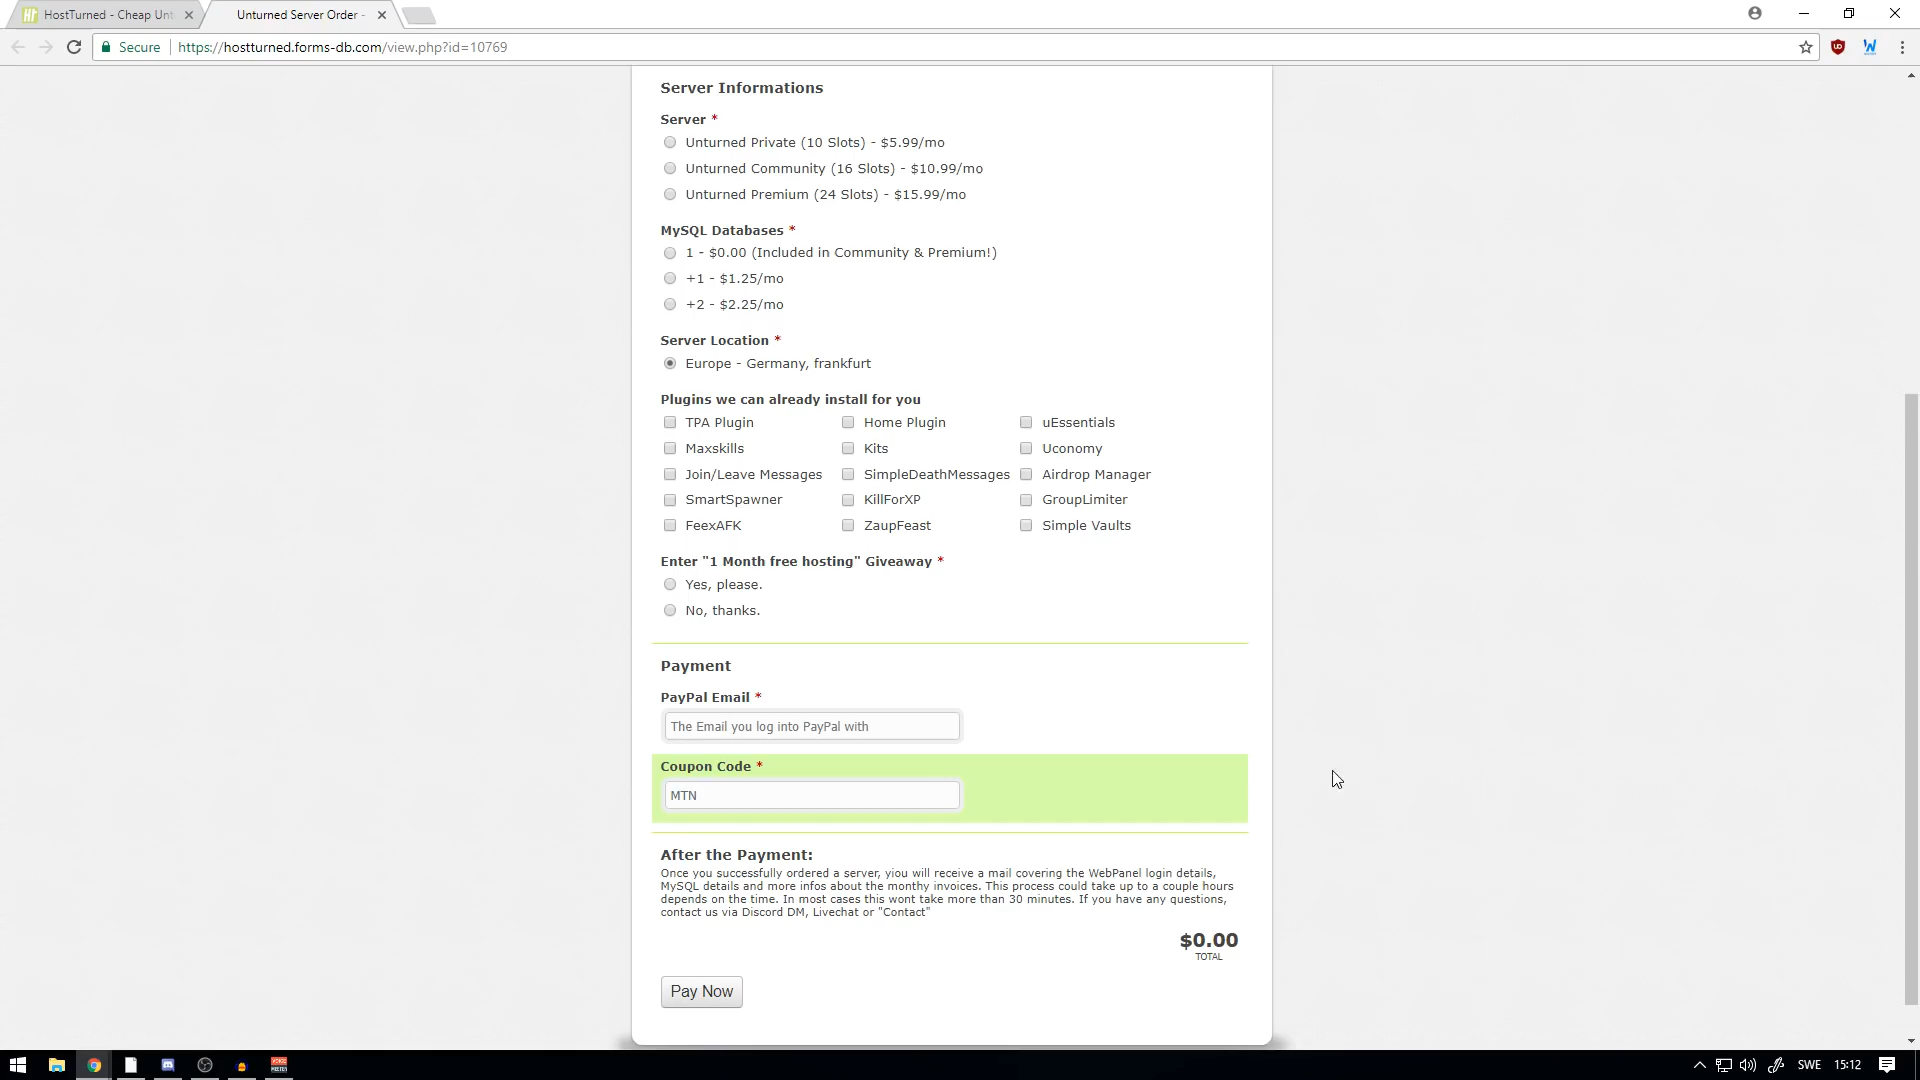 HostTurned - Cheap Unt
Unturned Server Order -
Secure
https://hostturned.forms-db.com/view.php?id=10769
Server Informations
Server *
Unturned Private (10 Slots) - $5.99/mo
Unturned Community (16 Slots) - $10.99/mo
Unturned Premium (24 Slots) - $15.99/mo
MySQL Databases *
1 - $0.00 (Included in Community & Premium!)
+1 - $1.25/mo
+2 - $2.25/mo
Server Location *
Europe - Germany, frankfurt
Plugins we can already install for you
TPA Plugin Home Plugin uEssentials
Maxskills Kits Uconomy
Join/Leave Messages SimpleDeathMessages Airdrop Manager
SmartSpawner KillForXP GroupLimiter
FeexAFK ZaupFeast Simple Vaults
Enter "1 Month free hosting" Giveaway *
Yes, please.
No, thanks.
Payment
PayPal Email *
The Email you log into PayPal with
Coupon Code *
MTN
After the Payment:
Once you successfully ordered a server, yiou will receive a mail covering the WebPanel login details,
MySQL details and more infos about the monthy invoices. This process could take up to a couple hours
depends on the time. In most cases this wont take more than 30 minutes. If you have any questions,
contact us via Discord DM, Livechat or "Contact"
$0.00
TOTAL
Pay Now
SWE 15:12